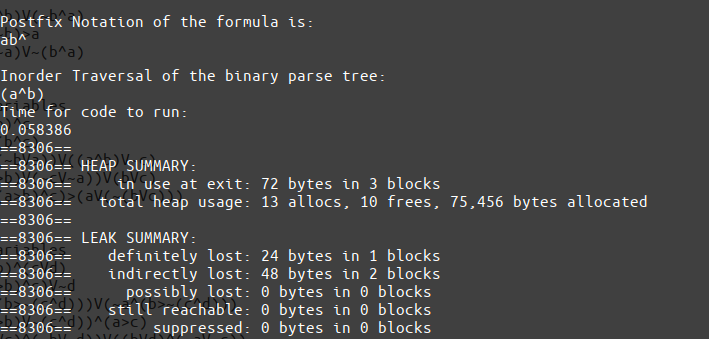 Postfix Notation of the formula is:
ab^
Inorder Traversal of the binary parse tree:
(a^b)
Time for code to run:
0.058386
==8306==
==8306== HEAP SUMMARY:
==8306==     in use at exit: 72 bytes in 3 blocks
==8306==   total heap usage: 13 allocs, 10 frees, 75,456 bytes allocated
==8306==
==8306== LEAK SUMMARY:
==8306==    definitely lost: 24 bytes in 1 blocks
==8306==    indirectly lost: 48 bytes in 2 blocks
==8306==      possibly lost: 0 bytes in 0 blocks
==8306==    still reachable: 0 bytes in 0 blocks
==8306==         suppressed: 0 bytes in 0 blocks